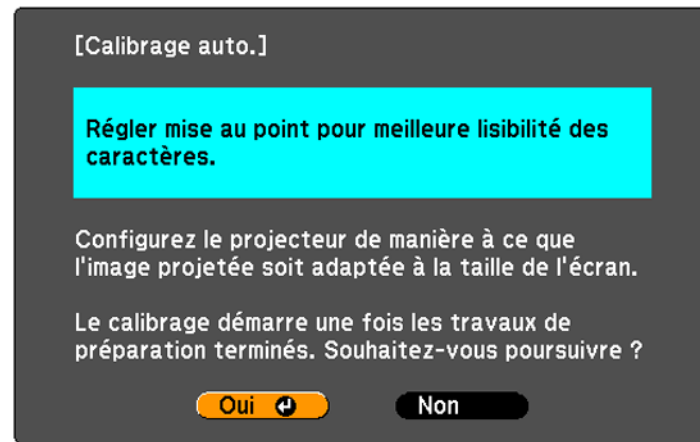 [Calibrage auto.]
Régler mise au point pour meilleure lisibilité des
caractères.
Configurez le projecteur de manière à ce que
l'image projetée soit adaptée à la taille de l'écran.
Le calibrage démarre une fois les travaux de
préparation terminés. Souhaitez-vous poursuivre ?
Oui Non